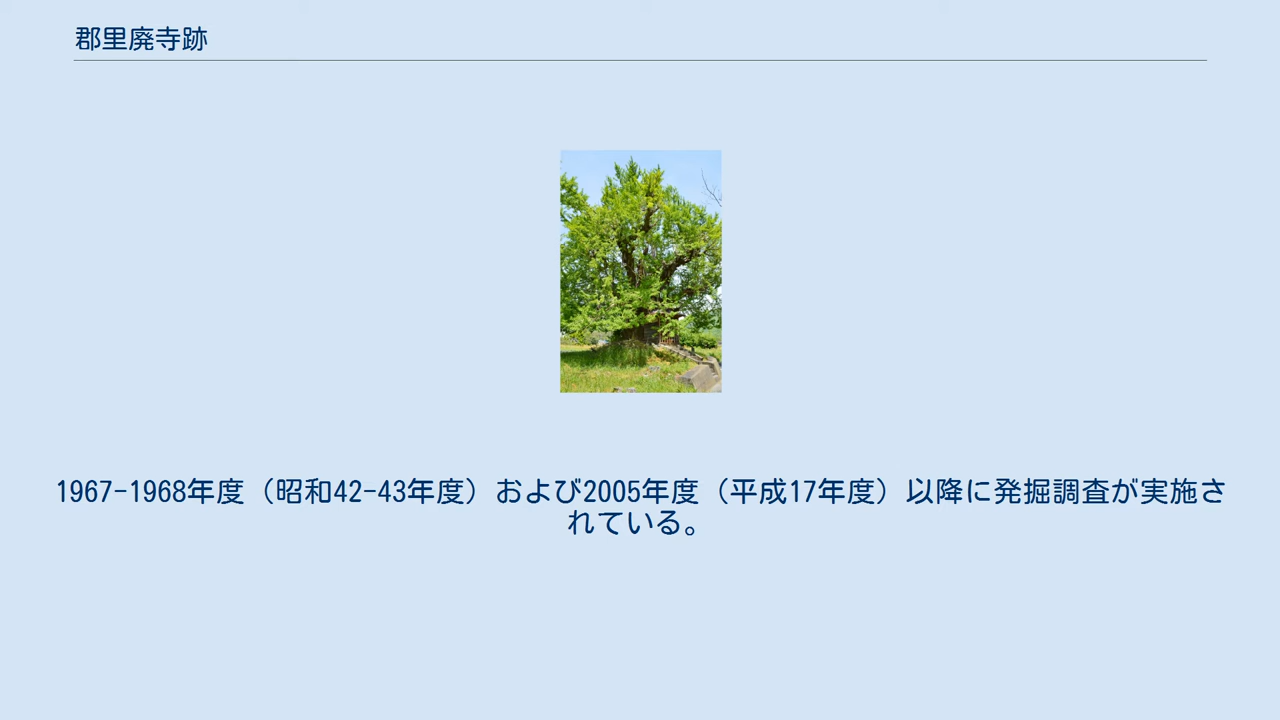 郡里廃寺跡
1967-1968年度（昭和42-43年度）および2005年度（平成17年度）以降に発掘調査が実施さ
れている。